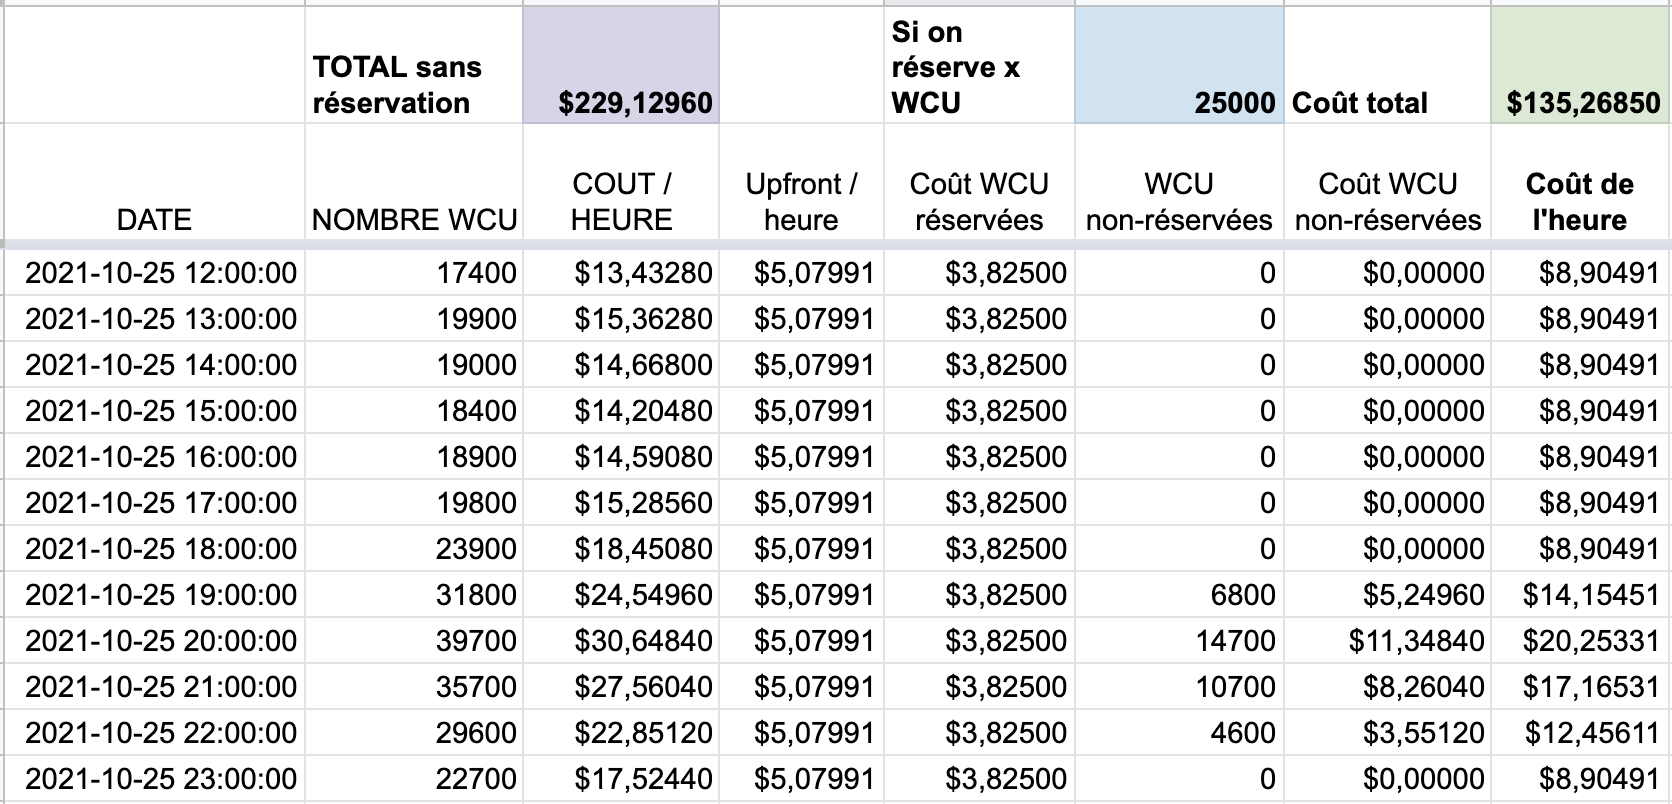 TOTAL sans réservation $229,12960 Si on réserve x WCU 25000 Coût total $135,26850
DATE NOMBRE WCU COUT / HEURE Upfront / heure Coût WCU réservées WCU non-réservées Coût WCU non-réservées Coût de l'heure
2021-10-25 12:00:00 17400 $13,43280 $5,07991 $3,82500 0 $0,00000 $8,90491
2021-10-25 13:00:00 19900 $15,36280 $5,07991 $3,82500 0 $0,00000 $8,90491
2021-10-25 14:00:00 19000 $14,66800 $5,07991 $3,82500 0 $0,00000 $8,90491
2021-10-25 15:00:00 18400 $14,20480 $5,07991 $3,82500 0 $0,00000 $8,90491
2021-10-25 16:00:00 18900 $14,59080 $5,07991 $3,82500 0 $0,00000 $8,90491
2021-10-25 17:00:00 19800 $15,28560 $5,07991 $3,82500 0 $0,00000 $8,90491
2021-10-25 18:00:00 23900 $18,45080 $5,07991 $3,82500 0 $0,00000 $8,90491
2021-10-25 19:00:00 31800 $24,54960 $5,07991 $3,82500 6800 $5,24960 $14,15451
2021-10-25 20:00:00 39700 $30,64840 $5,07991 $3,82500 14700 $11,34840 $20,25331
2021-10-25 21:00:00 35700 $27,56040 $5,07991 $3,82500 10700 $8,26040 $17,16531
2021-10-25 22:00:00 29600 $22,85120 $5,07991 $3,82500 4600 $3,55120 $12,45611
2021-10-25 23:00:00 22700 $17,52440 $5,07991 $3,82500 0 $0,00000 $8,90491